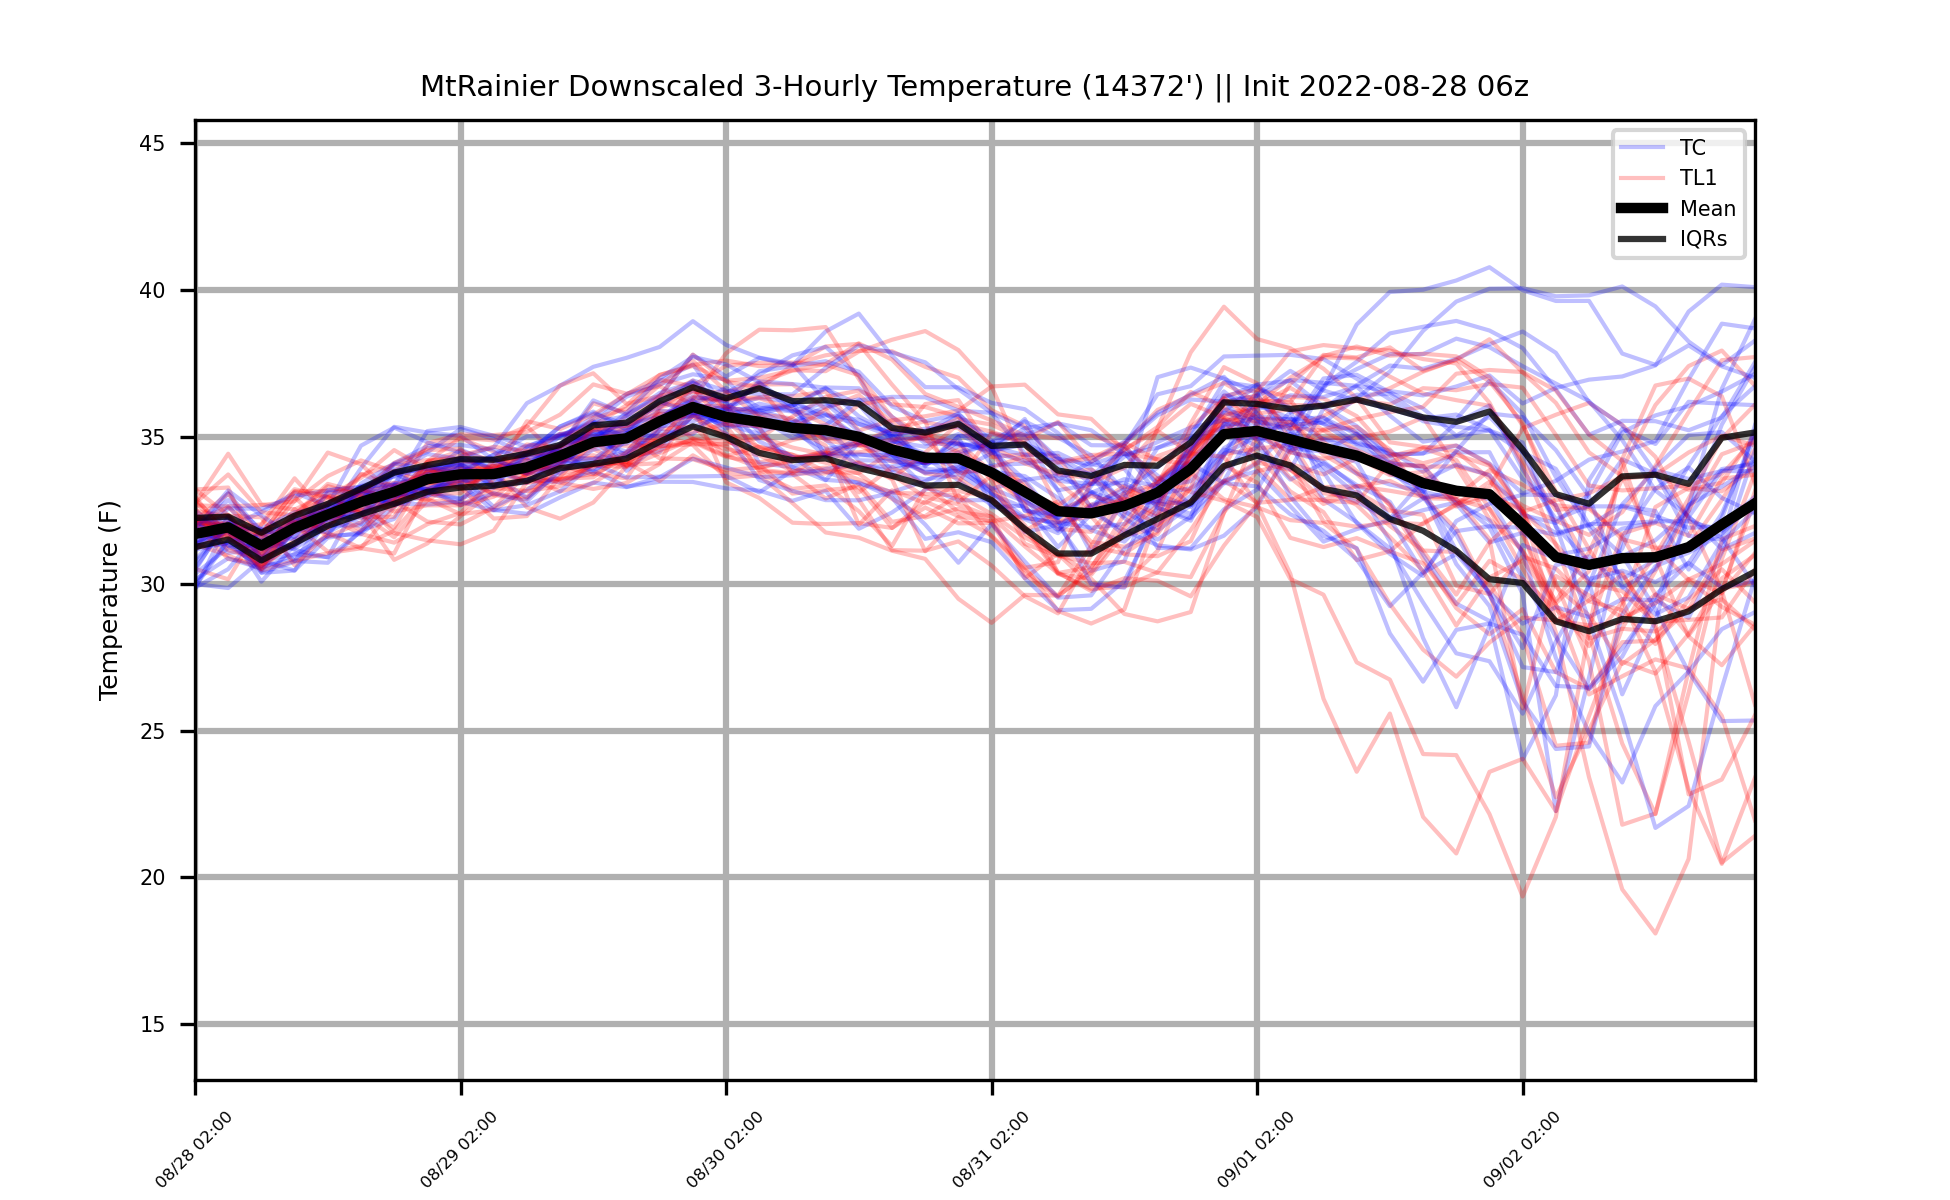 MtRainier Downscaled 3-Hourly Temperature (14372') || Init 2022-08-28 06z
TC
TL1
Mean
IQRs
Temperature (F)
45
40
35
30
25
20
15
08/28 02:00
08/29 02:00
08/30 02:00
08/31 02:00
09/01 02:00
09/02 02:00